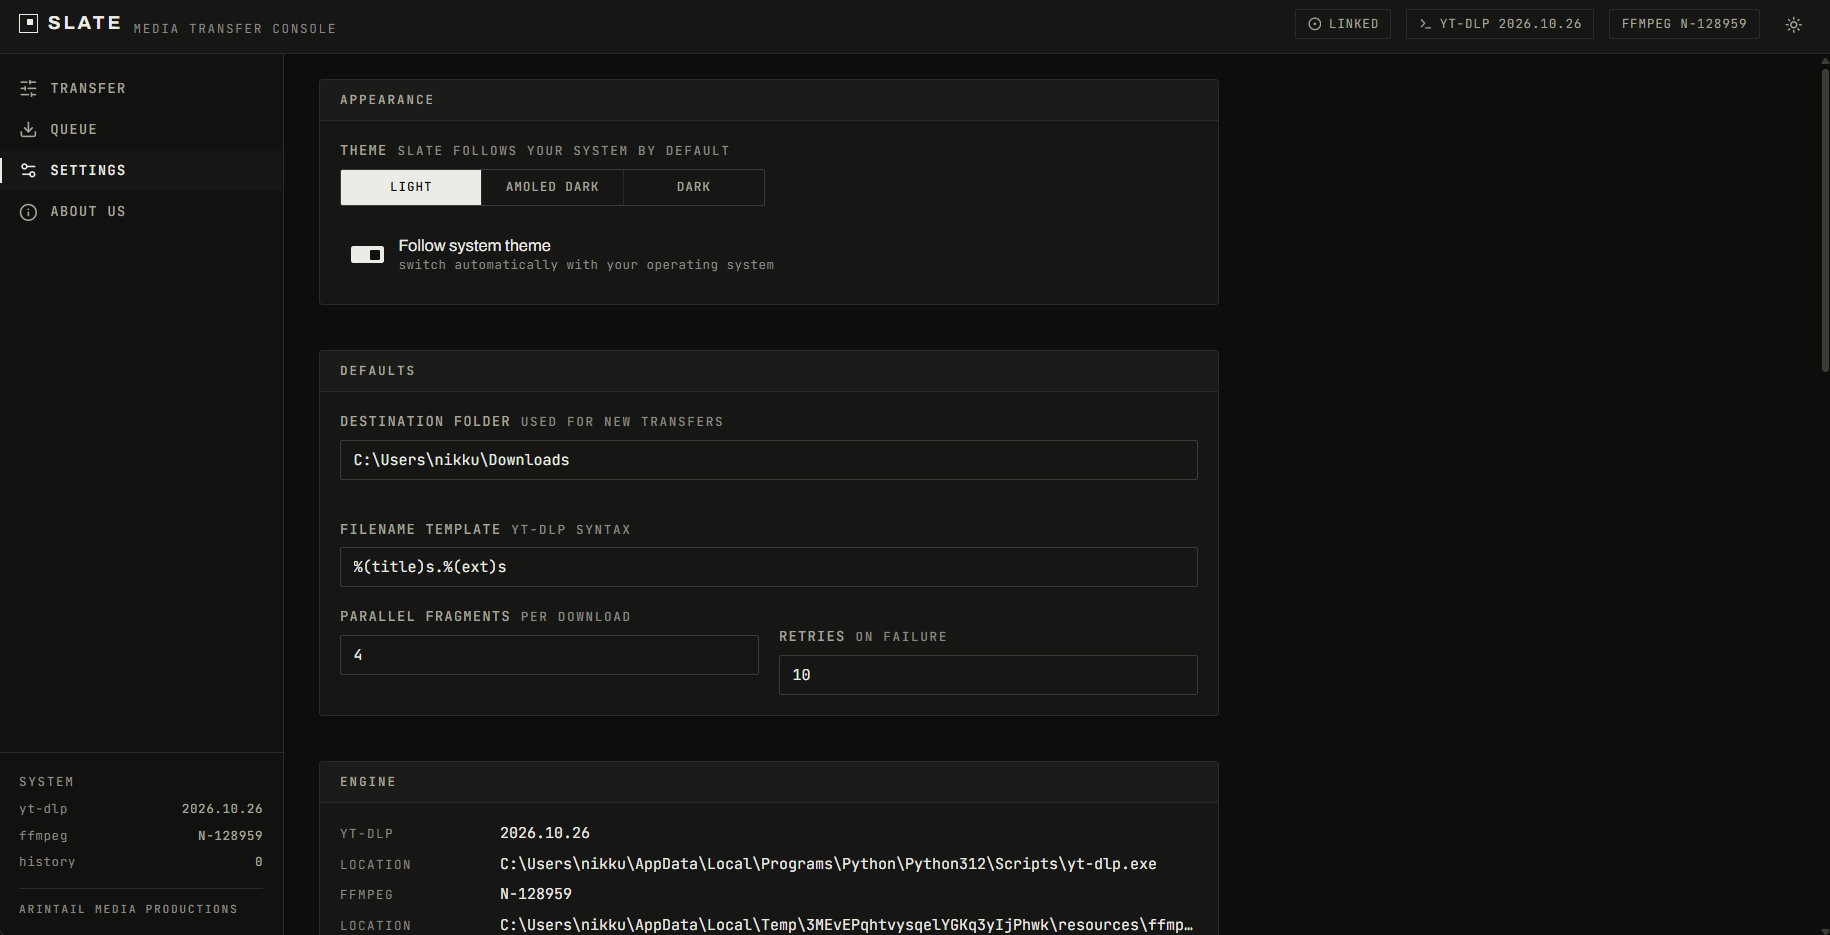 SLATE MEDIA TRANSFER CONSOLE
LINKED
YT-DLP 2026.10.26
FFMPEG N-128959
TRANSFER
QUEUE
SETTINGS
ABOUT US
SYSTEM
yt-dlp 2026.10.26
ffmpeg N-128959
history 0
ARINTAIL MEDIA PRODUCTIONS
APPEARANCE
THEME SLATE FOLLOWS YOUR SYSTEM BY DEFAULT
LIGHT AMOLED DARK DARK
Follow system theme
switch automatically with your operating system
DEFAULTS
DESTINATION FOLDER USED FOR NEW TRANSFERS
C:\Users\nikku\Downloads
FILENAME TEMPLATE YT-DLP SYNTAX
%(title)s.%(ext)s
PARALLEL FRAGMENTS PER DOWNLOAD
4
RETRIES ON FAILURE
10
ENGINE
YT-DLP 2026.10.26
LOCATION C:\Users\nikku\AppData\Local\Programs\Python\Python312\Scripts\yt-dlp.exe
FFMPEG N-128959
LOCATION C:\Users\nikku\AppData\Local\Temp\3MEvEPqhtvysqelYGKq3yIjPhwk\resources\ffmp…